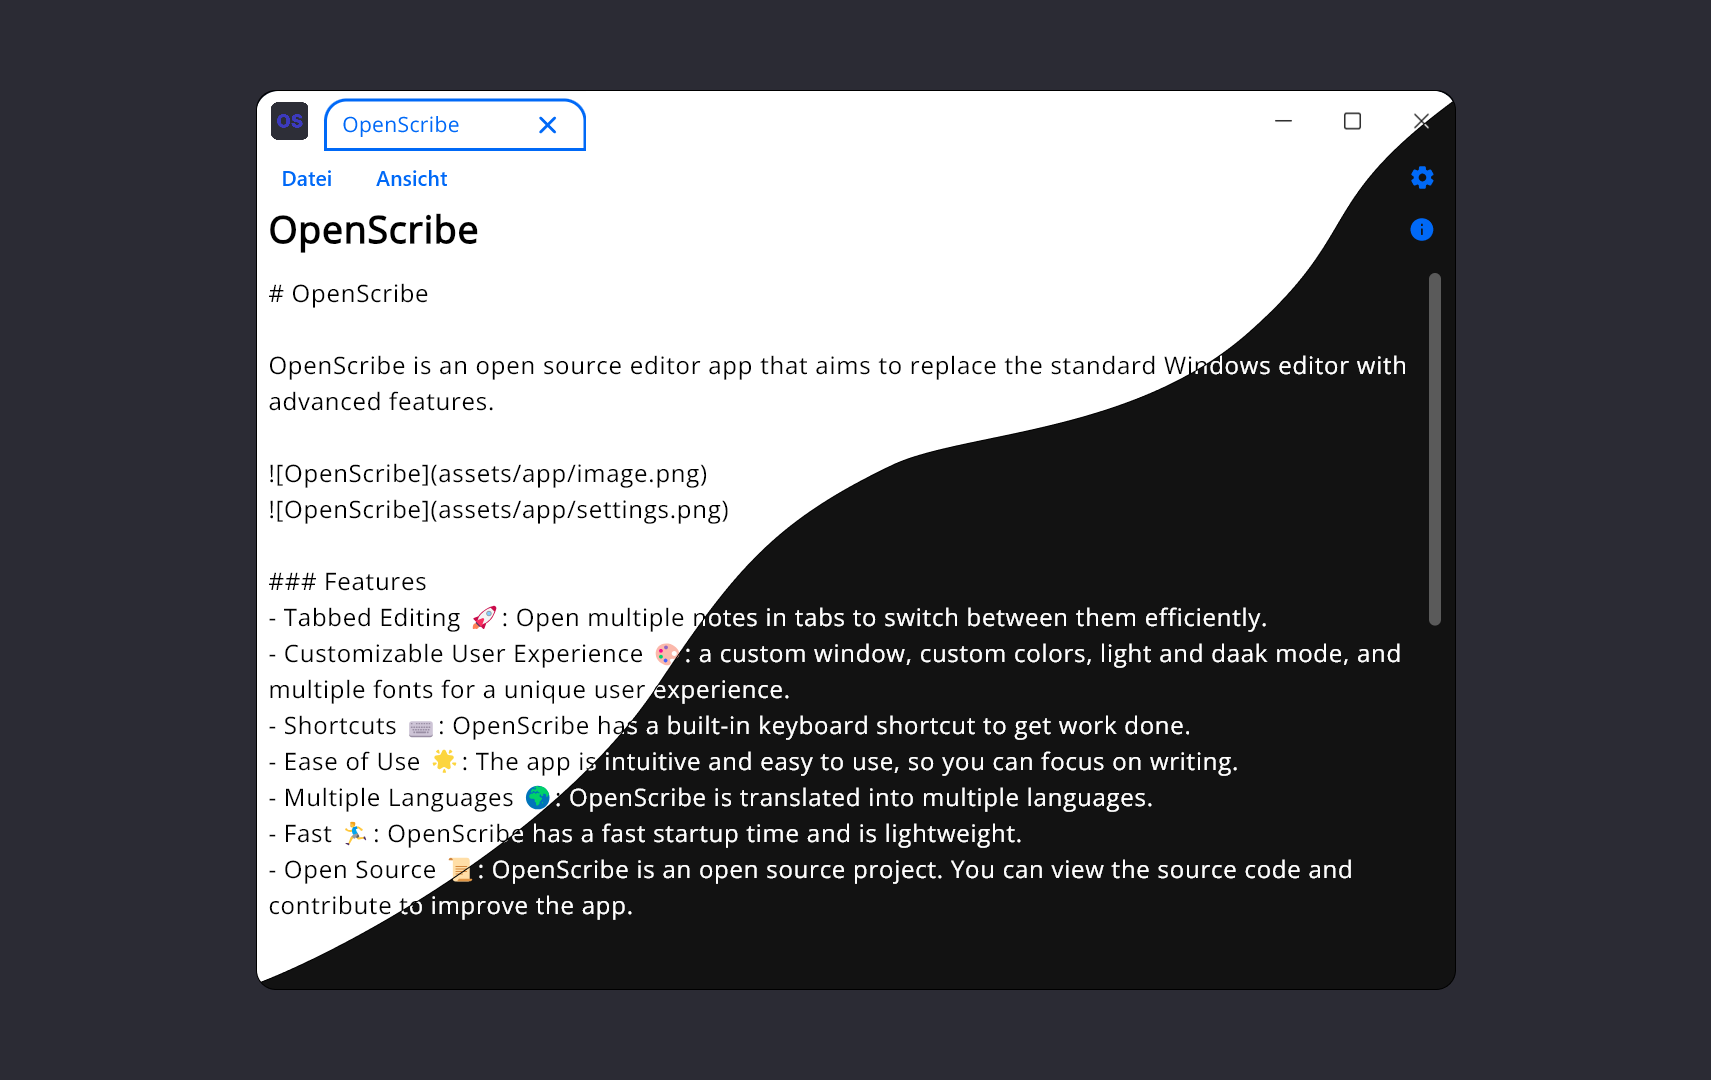 OS OpenScribe
Datei Ansicht
OpenScribe
# OpenScribe
OpenScribe is an open source editor app that aims to replace the standard Windows editor with
advanced features.
![OpenScribe](assets/app/image.png)
![OpenScribe](assets/app/settings.png)
### Features
- Tabbed Editing 🚀: Open multiple notes in tabs to switch between them efficiently.
- Customizable User Experience 🎨: a custom window, custom colors, light and daak mode, and
multiple fonts for a unique user experience.
- Shortcuts ⌨️: OpenScribe has a built-in keyboard shortcut to get work done.
- Ease of Use 🌟: The app is intuitive and easy to use, so you can focus on writing.
- Multiple Languages 🌍: OpenScribe is translated into multiple languages.
- Fast 🏃‍♂️: OpenScribe has a fast startup time and is lightweight.
- Open Source 📜: OpenScribe is an open source project. You can view the source code and
contribute to improve the app.